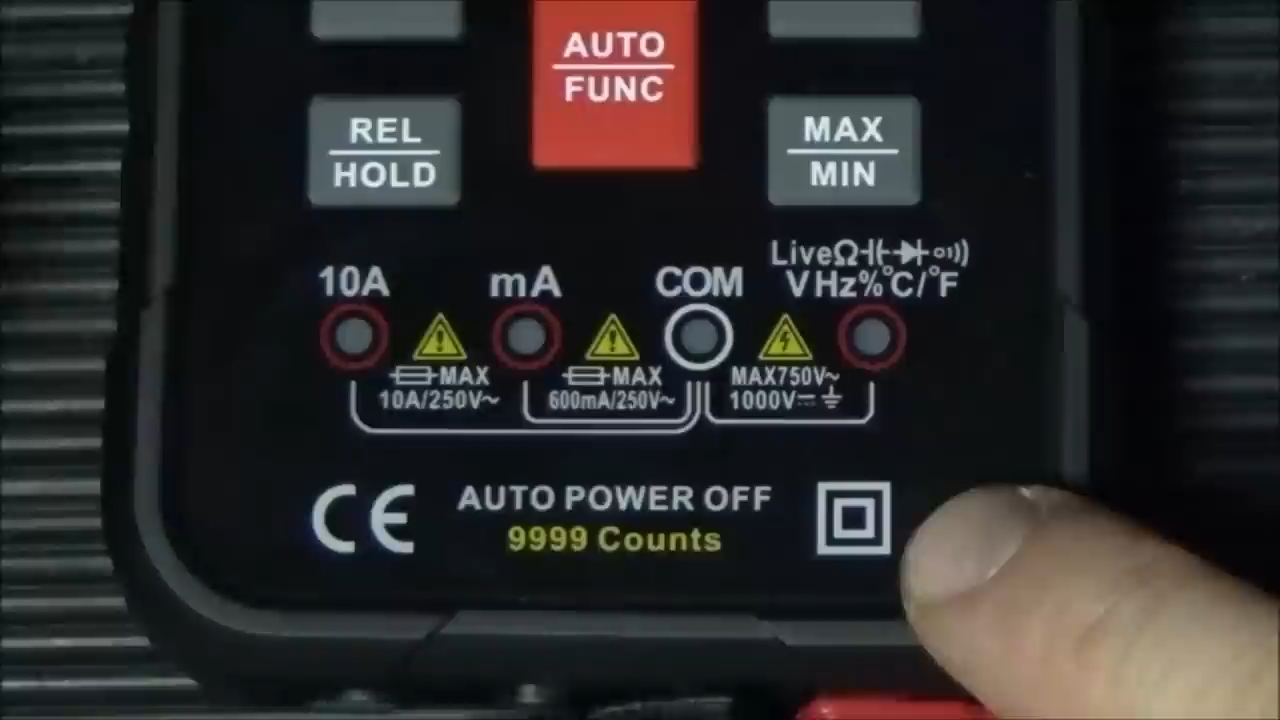 AUTO
FUNC
REL
HOLD
MAX
MIN
10A
mA
COM
LiveΩ
VHz%°C/°F
MAX
10A/250V~
MAX
600mA/250V~
MAX750V~
1000V⎓
CE
AUTO POWER OFF
9999 Counts